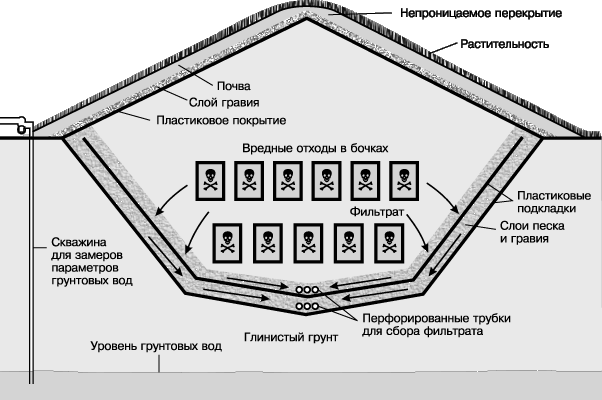 Непроницаемое перекрытие
Растительность
Почва
Слой гравия
Пластиковое покрытие
Вредные отходы в бочках
Фильтрат
Пластиковые
подкладки
Слои песка
и гравия
Скважина
для замеров
параметров
грунтовых вод
Перфорированные трубки
для сбора фильтрата
Глинистый грунт
Уровень грунтовых вод